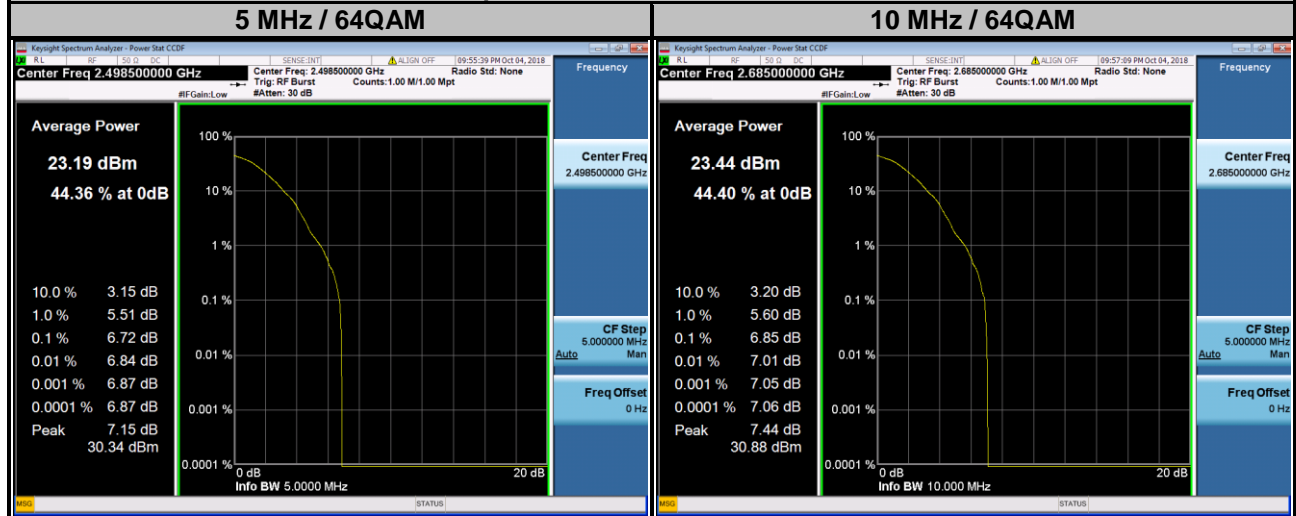 5 MHz / 64QAM
Keysight Spectrum Analyzer - Power Stat CCDF
RL RF 50 Ω DC SENSE:INT ALIGN OFF 09:55:39 PM Oct 04, 2018
Center Freq 2.498500000 GHz
Center Freq: 2.498500000 GHz Radio Std: None
Trig: RF Burst Counts:1.00 M/1.00 Mpt
#IFGain:Low #Atten: 30 dB
Frequency
Average Power
23.19 dBm
44.36 % at 0dB
10.0 % 3.15 dB
1.0 % 5.51 dB
0.1 % 6.72 dB
0.01 % 6.84 dB
0.001 % 6.87 dB
0.0001 % 6.87 dB
Peak 7.15 dB
30.34 dBm
100 %
10 %
1 %
0.1 %
0.01 %
0.001 %
0.0001 %
0 dB 20 dB
Info BW 5.0000 MHz
Center Freq
2.498500000 GHz
CF Step
5.000000 MHz
Auto Man
Freq Offset
0 Hz
MSG STATUS
10 MHz / 64QAM
Keysight Spectrum Analyzer - Power Stat CCDF
RL RF 50 Ω DC SENSE:INT ALIGN OFF 09:57:09 PM Oct 04, 2018
Center Freq 2.685000000 GHz
Center Freq: 2.685000000 GHz Radio Std: None
Trig: RF Burst Counts:1.00 M/1.00 Mpt
#IFGain:Low #Atten: 30 dB
Frequency
Average Power
23.44 dBm
44.40 % at 0dB
10.0 % 3.20 dB
1.0 % 5.60 dB
0.1 % 6.85 dB
0.01 % 7.01 dB
0.001 % 7.05 dB
0.0001 % 7.06 dB
Peak 7.44 dB
30.88 dBm
100 %
10 %
1 %
0.1 %
0.01 %
0.001 %
0.0001 %
0 dB 20 dB
Info BW 10.000 MHz
Center Freq
2.685000000 GHz
CF Step
5.000000 MHz
Auto Man
Freq Offset
0 Hz
MSG STATUS